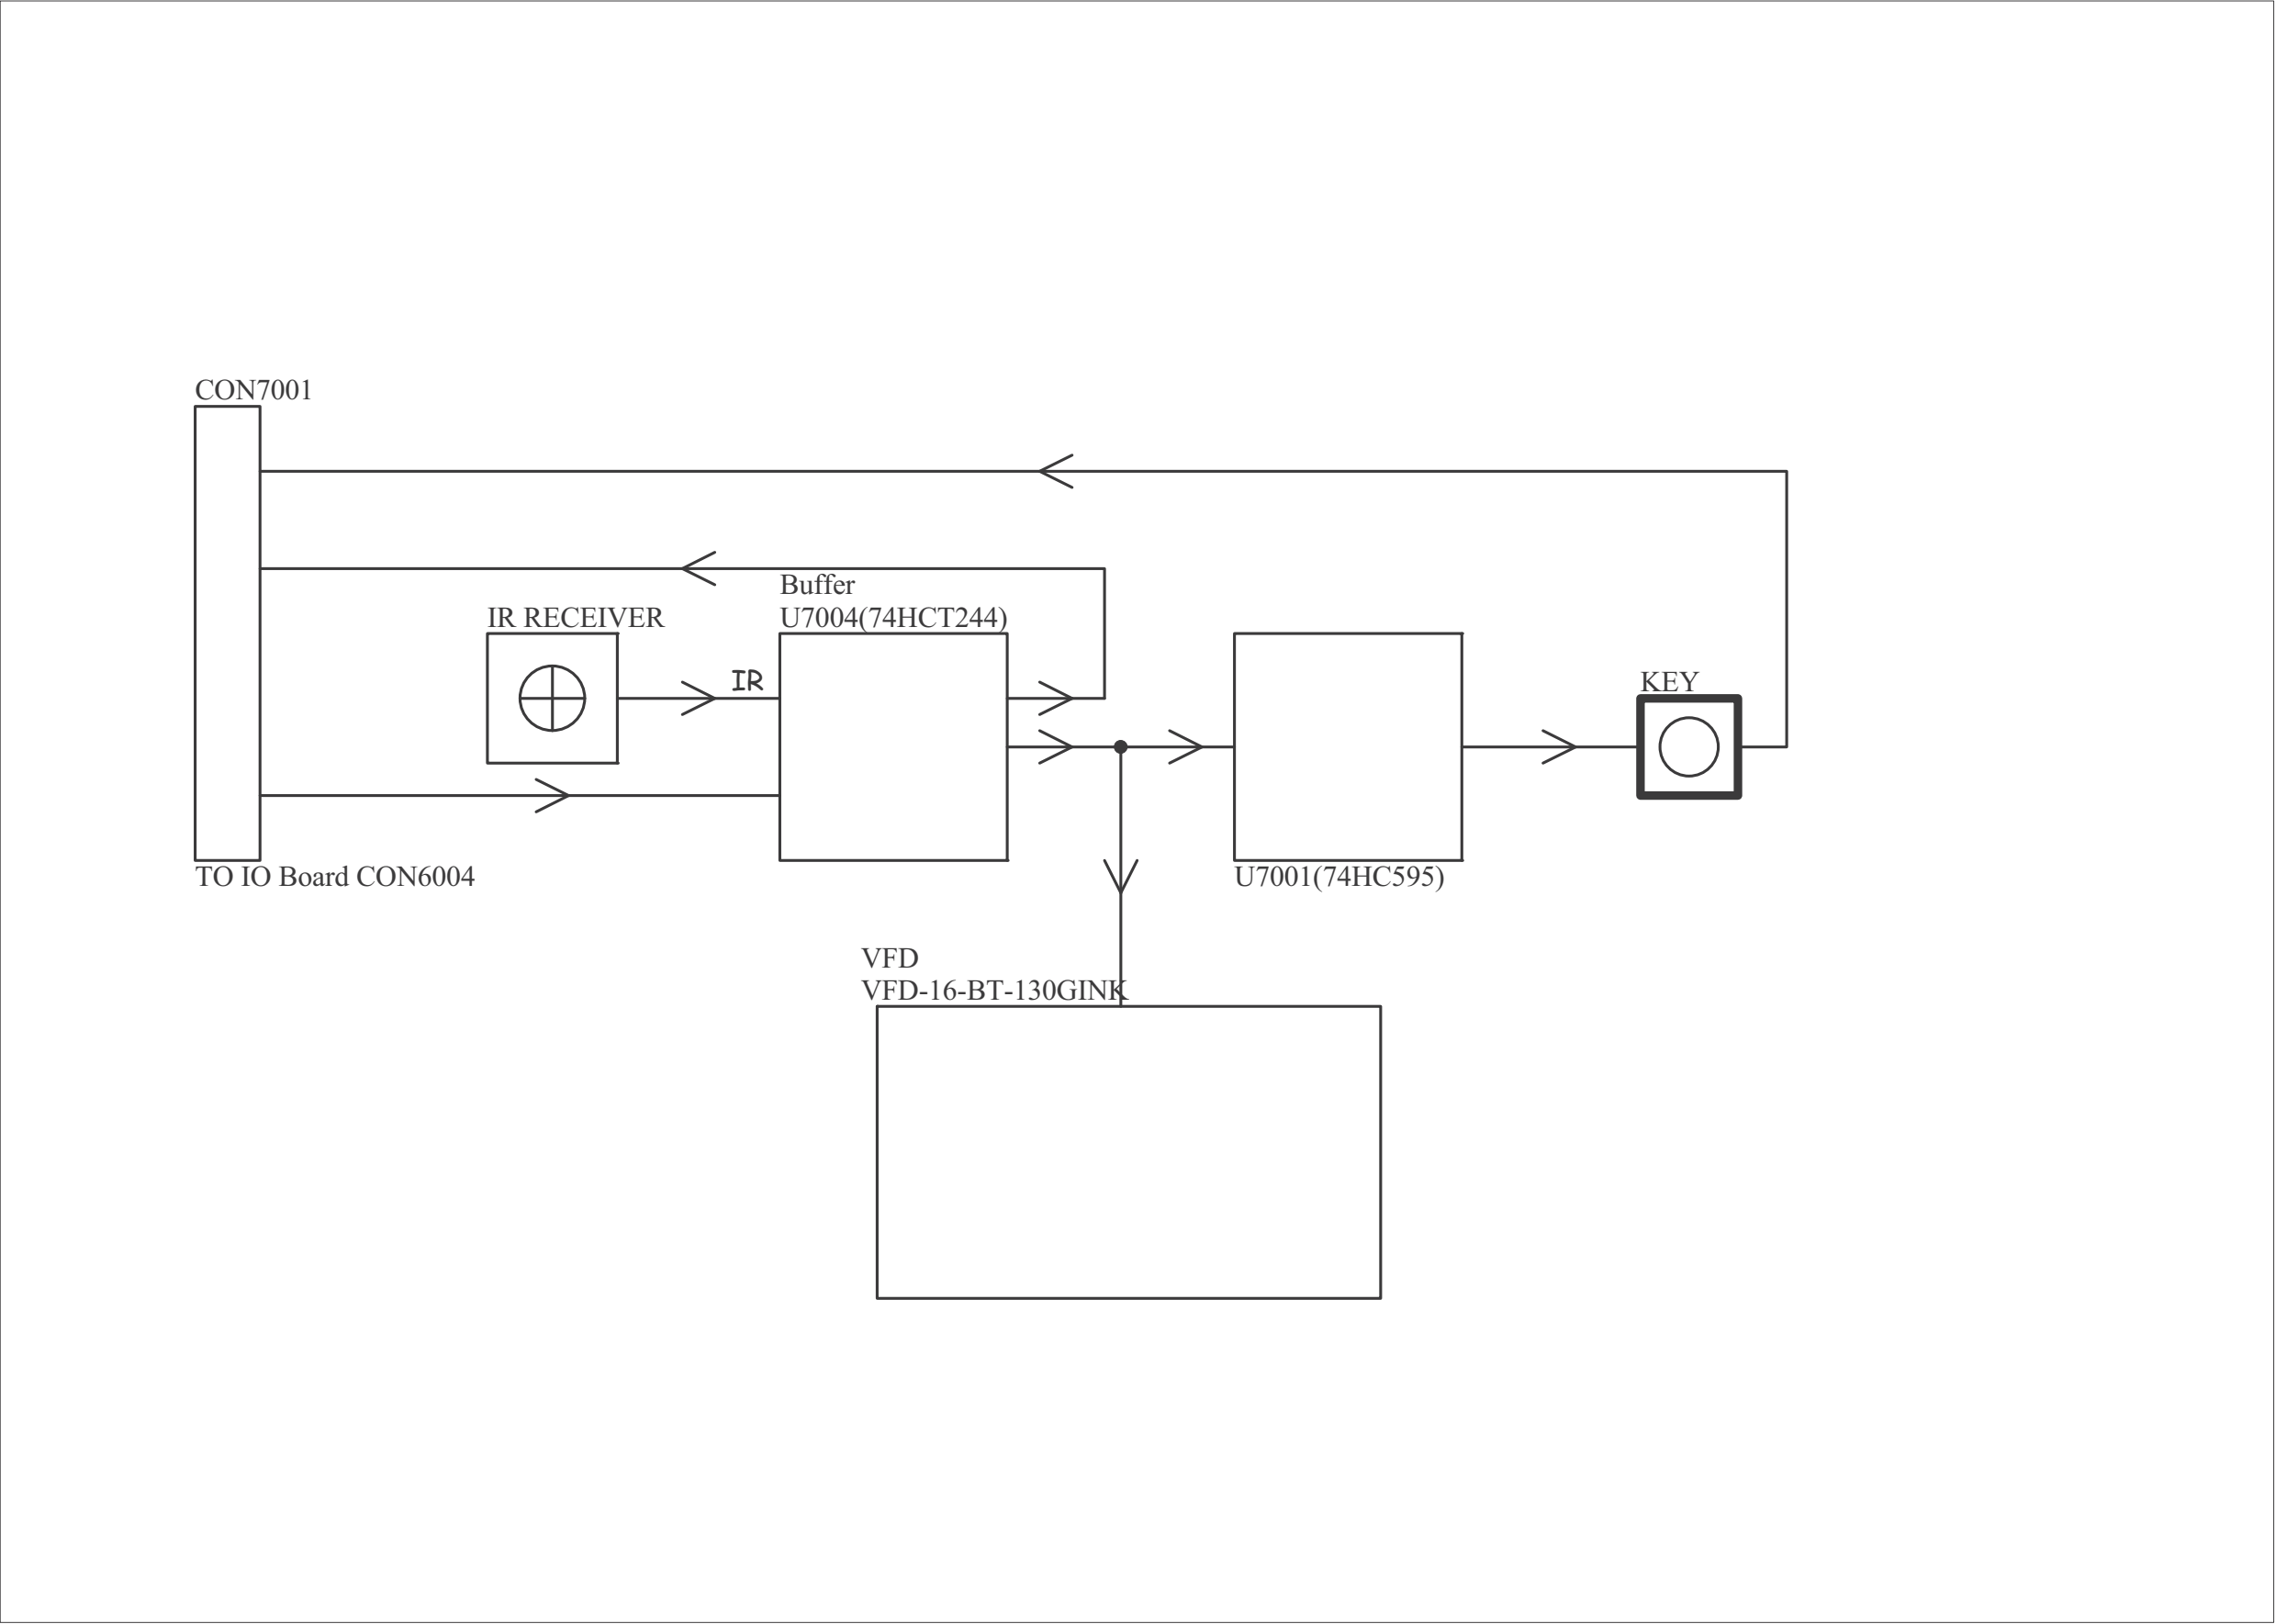 CON7001
Buffer
U7004(74HCT244)
IR RECEIVER
IR
KEY
TO IO Board CON6004
U7001(74HC595)
VFD
VFD-16-BT-130GINK